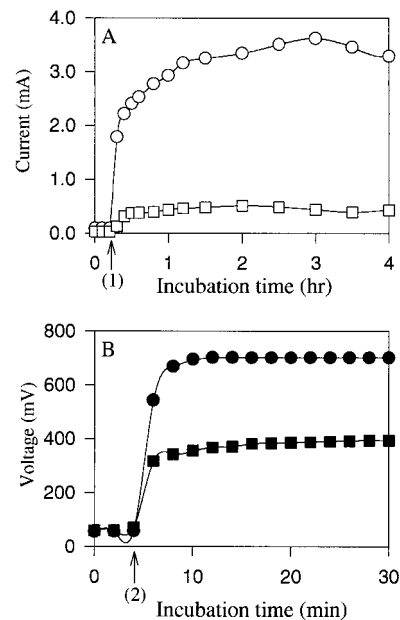 A
Current (mA)
4.0
3.0
2.0
1.0
0.0
0 1 2 3 4
(1)
Incubation time (hr)
B
Voltage (mV)
800
600
400
200
0
0 10 20 30
(2)
Incubation time (min)